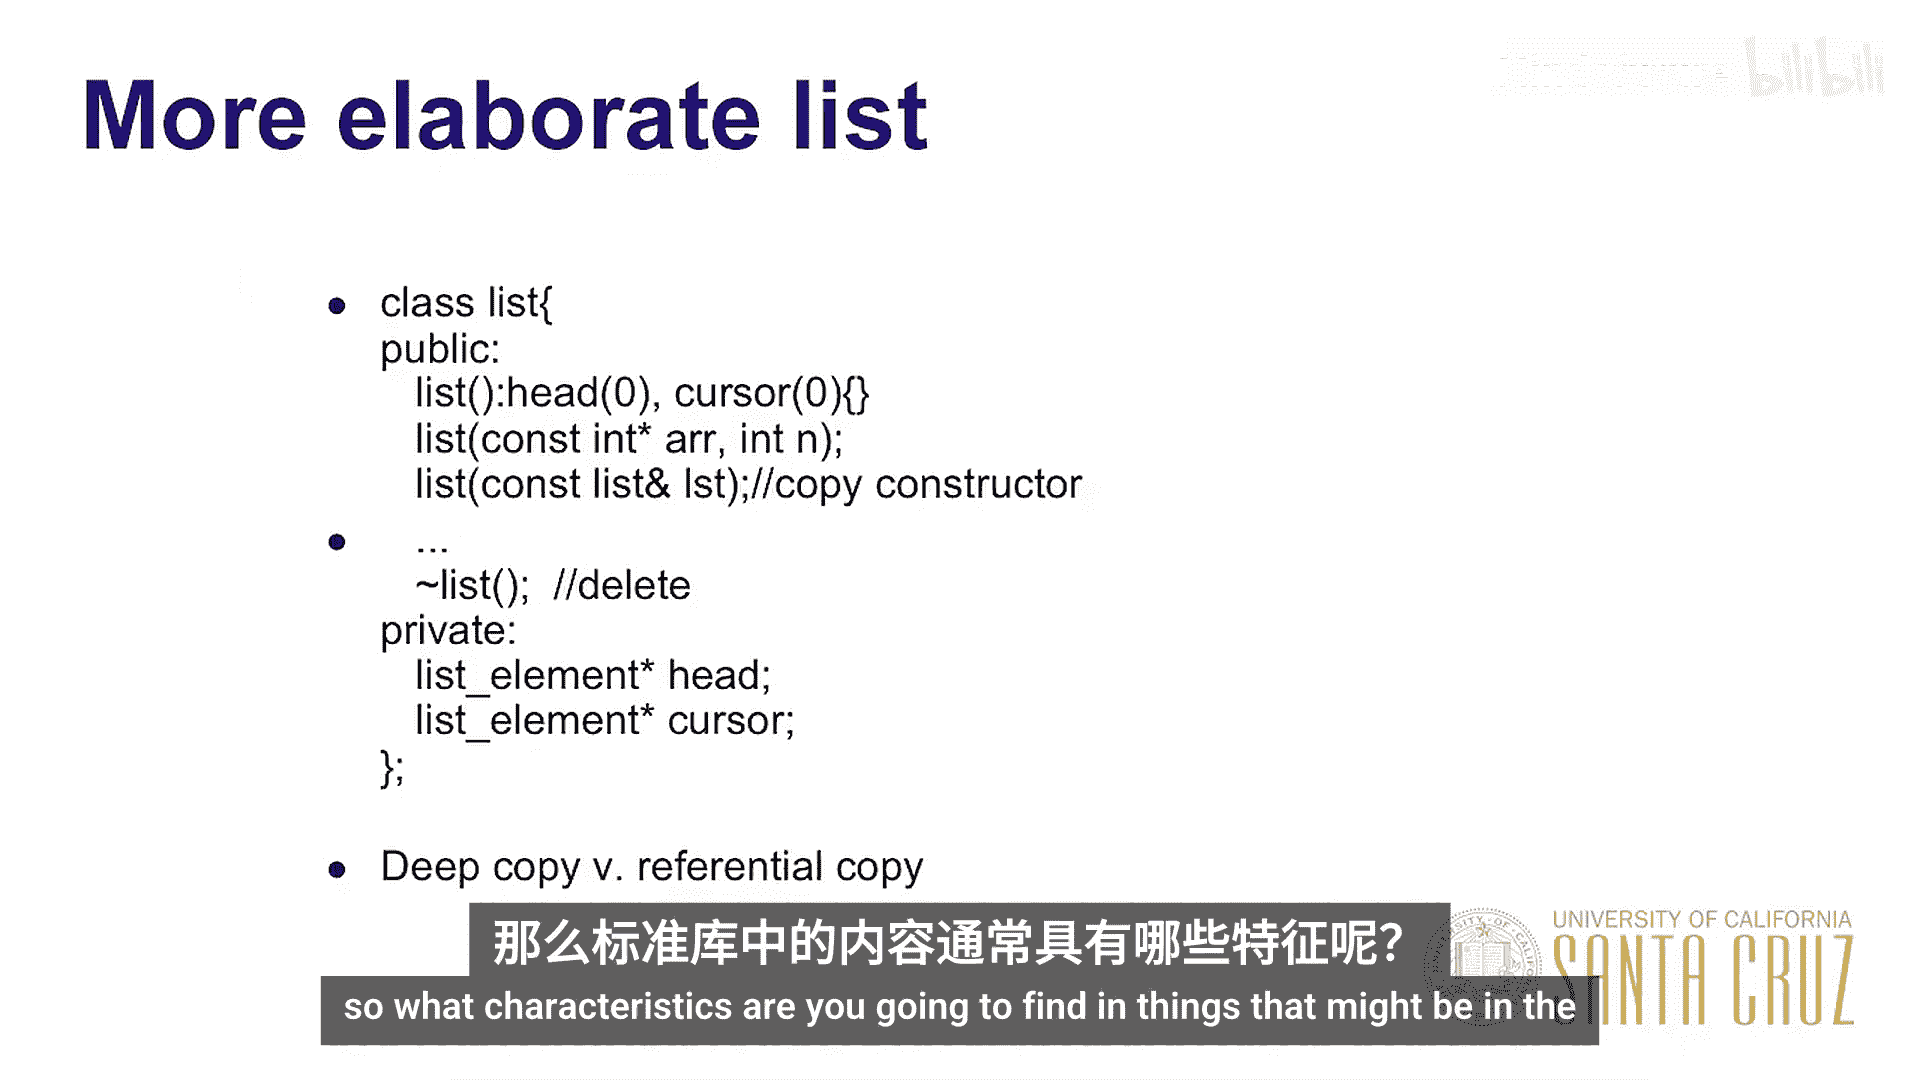 More elaborate list
bilibili
• class list{
public:
list():head(0), cursor(0){}
list(const int* arr, int n);
list(const list& lst);//copy constructor
• ...
~list();  //delete
private:
list_element* head;
list_element* cursor;
};
• Deep copy v. referential copy
那么标准库中的内容通常具有哪些特征呢?
so what characteristics are you going to find in things that might be in the
UNIVERSITY OF CALIFORNIA
SANTA CRUZ